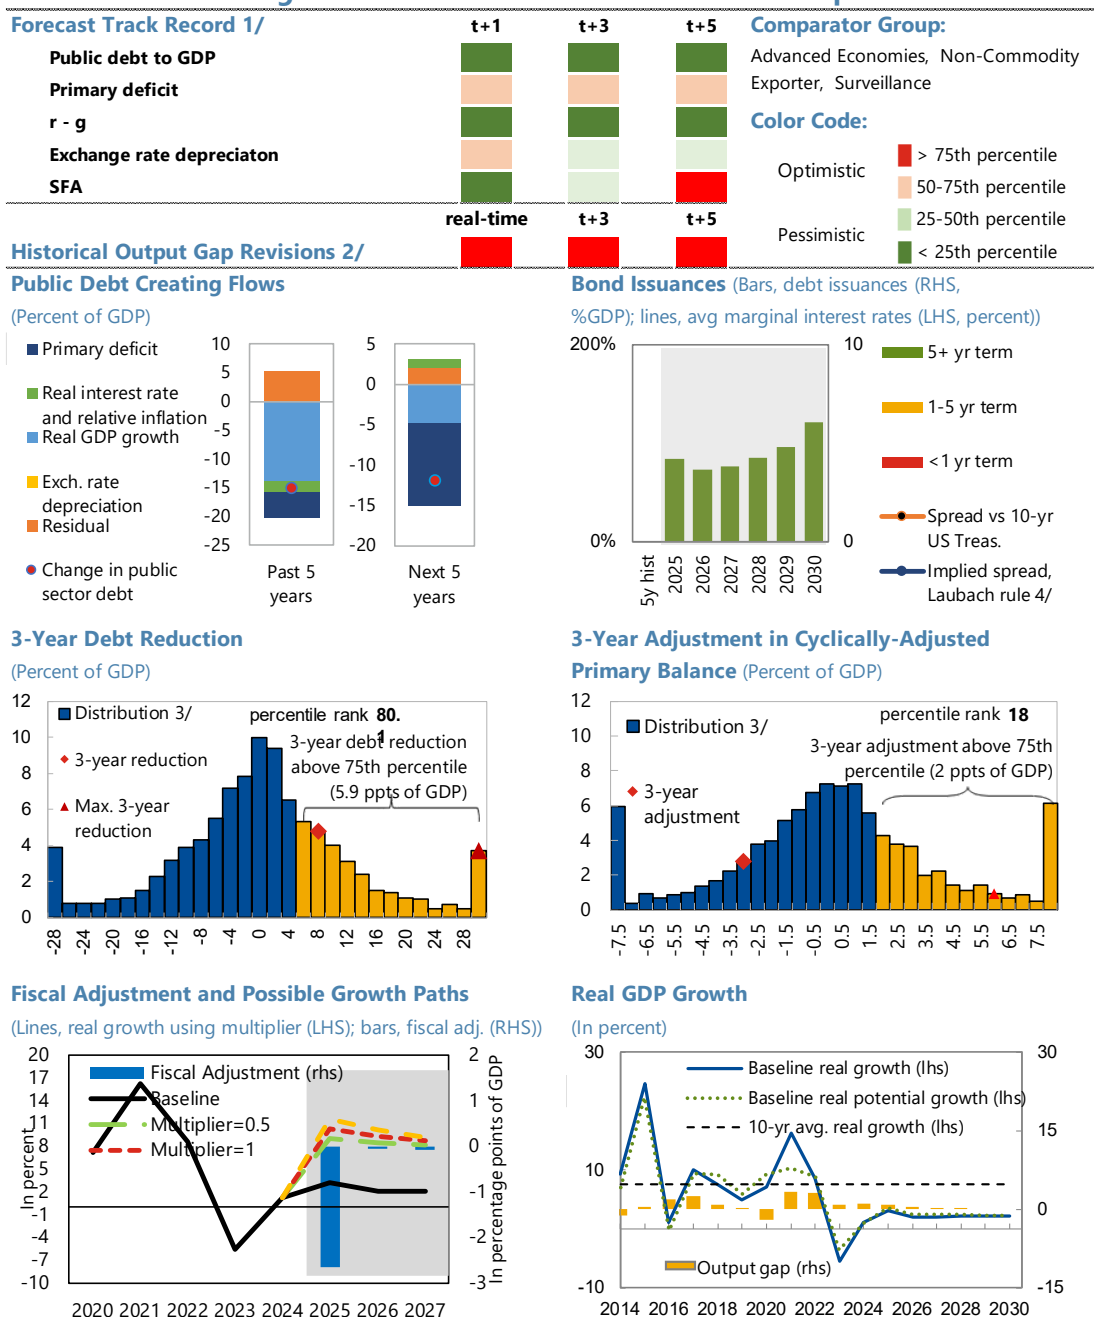 Forecast Track Record 1/
t+1 t+3 t+5
Comparator Group:
Public debt to GDP
Advanced Economies, Non-Commodity
Exporter, Surveillance
Primary deficit
r - g
Color Code:
Exchange rate depreciaton
Optimistic
> 75th percentile
SFA
50-75th percentile
real-time t+3 t+5
Pessimistic
25-50th percentile
Historical Output Gap Revisions 2/
< 25th percentile
Public Debt Creating Flows
(Percent of GDP)
Primary deficit
Real interest rate
and relative inflation
Real GDP growth
Exch. rate
depreciation
Residual
Change in public
sector debt
10
5
0
-5
-10
-15
-20
-25
Past 5
years
5
0
-5
-10
-15
-20
Next 5
years
Bond Issuances (Bars, debt issuances (RHS,
%GDP); lines, avg marginal interest rates (LHS, percent))
200%
0%
10
0
5y hist
2025
2026
2027
2028
2029
2030
5+ yr term
1-5 yr term
<1 yr term
Spread vs 10-yr
US Treas.
Implied spread,
Laubach rule 4/
3-Year Debt Reduction
(Percent of GDP)
12
10
8
6
4
2
0
Distribution 3/
3-year reduction
Max. 3-year
reduction
percentile rank 80.
1
3-year debt reduction
above 75th percentile
(5.9 ppts of GDP)
-28 -24 -20 -16 -12 -8 -4 0 4 8 12 16 20 24 28
3-Year Adjustment in Cyclically-Adjusted
Primary Balance (Percent of GDP)
12
10
8
6
4
2
0
Distribution 3/
3-year
adjustment
percentile rank 18
3-year adjustment above 75th
percentile (2 ppts of GDP)
-7.5 -6.5 -5.5 -4.5 -3.5 -2.5 -1.5 -0.5 0.5 1.5 2.5 3.5 4.5 5.5 6.5 7.5
Fiscal Adjustment and Possible Growth Paths
(Lines, real growth using multiplier (LHS); bars, fiscal adj. (RHS))
In percent
20
17
14
11
8
5
2
-1
-4
-7
-10
Fiscal Adjustment (rhs)
Baseline
Multiplier=0.5
Multiplier=1
2
1
0
-1
-2
-3
In percentage points of GDP
2020 2021 2022 2023 2024 2025 2026 2027
Real GDP Growth
(In percent)
30
10
-10
Baseline real growth (lhs)
Baseline real potential growth (lhs)
10-yr avg. real growth (lhs)
Output gap (rhs)
30
15
0
-15
2014 2016 2018 2020 2022 2024 2026 2028 2030